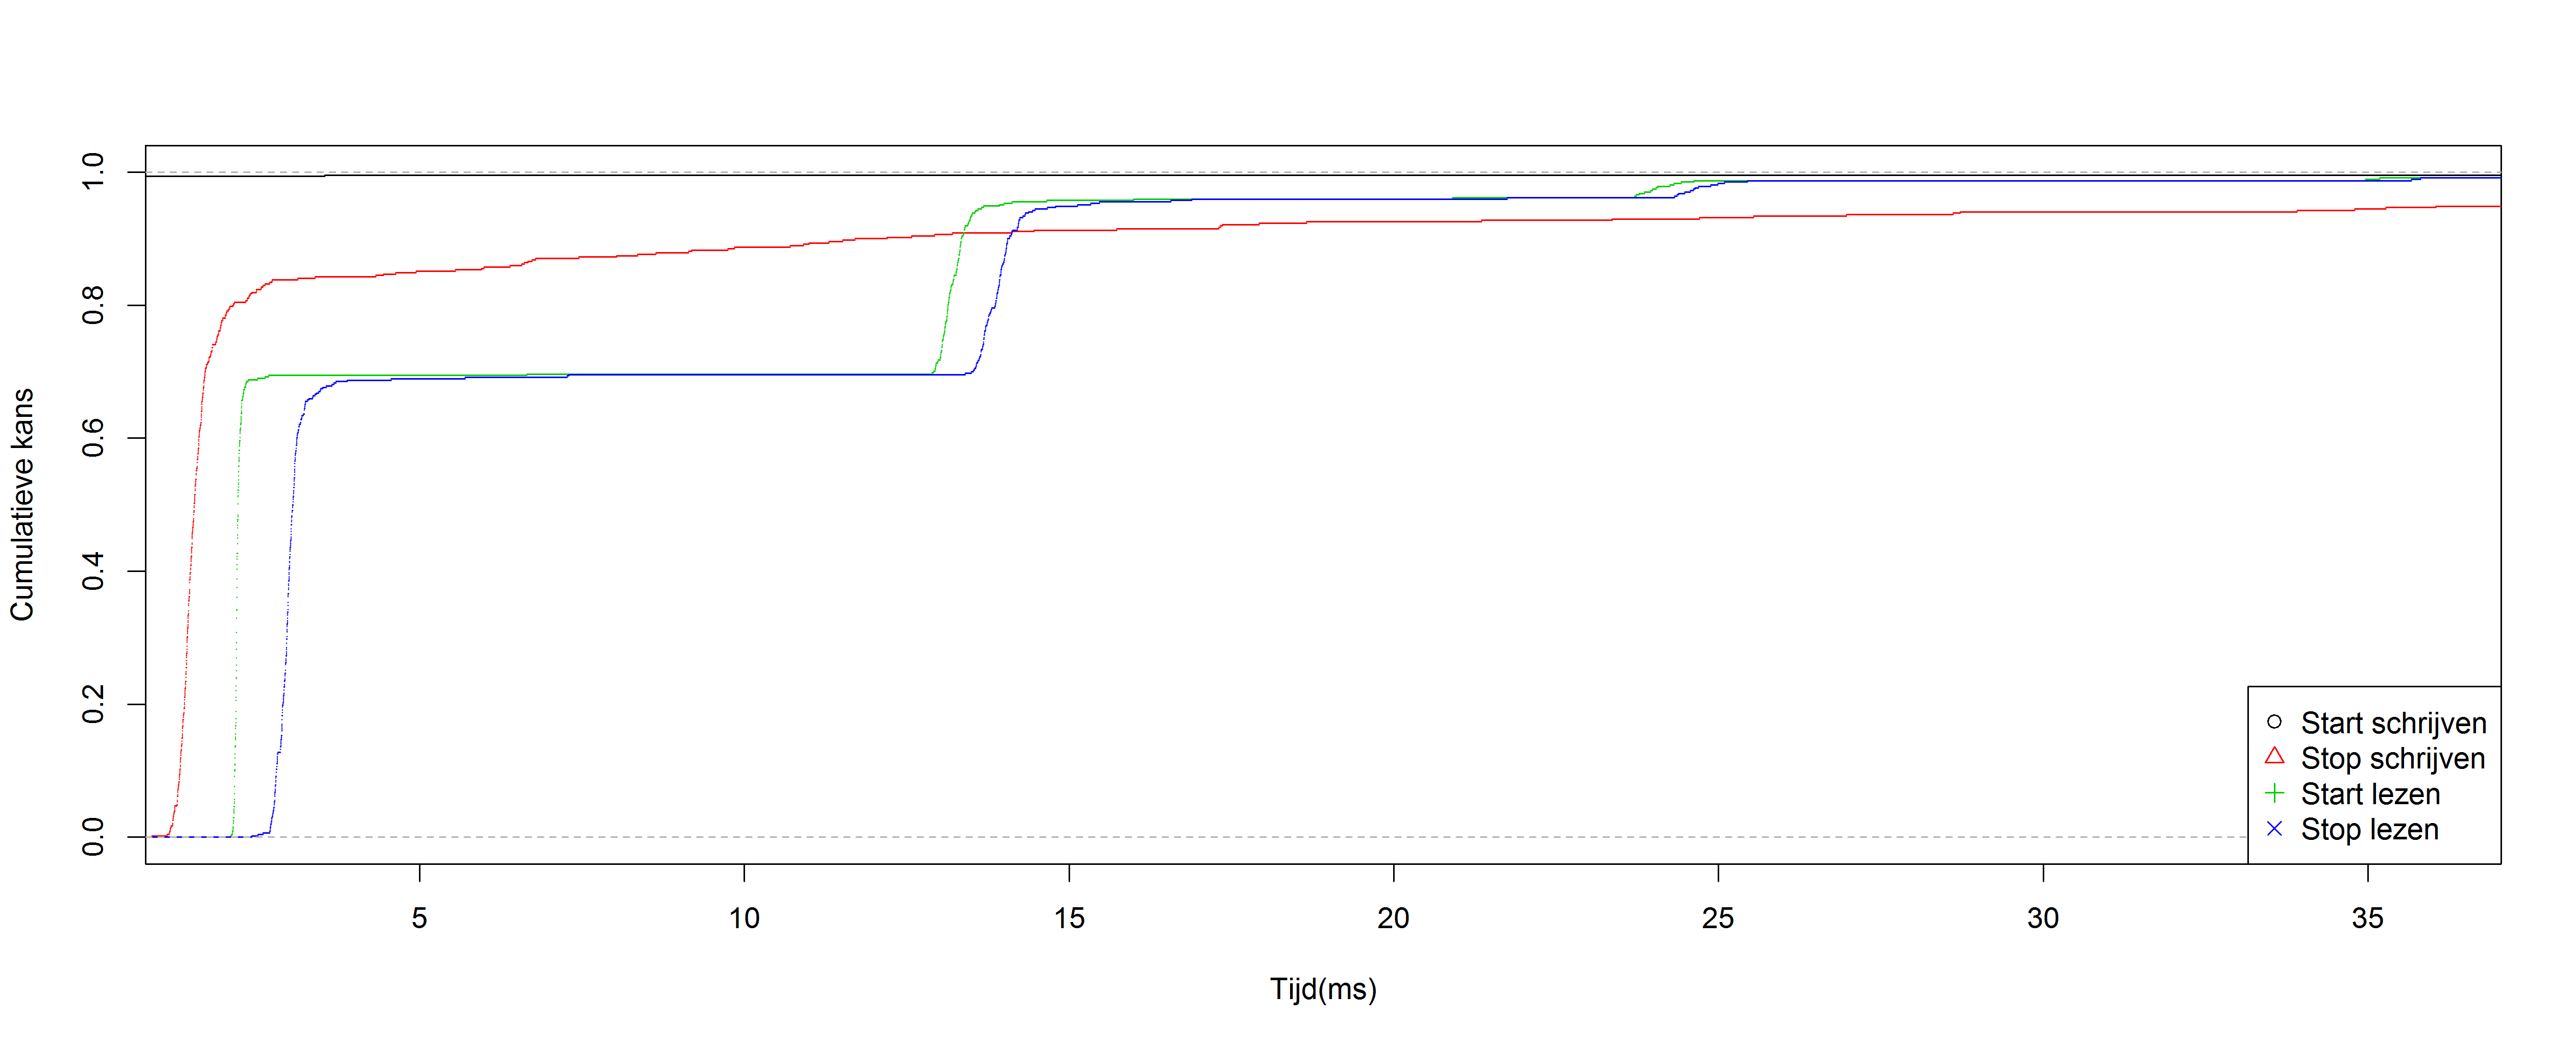 Cumulatieve kans
1.0
0.8
0.6
0.4
0.2
0.0
5 10 15 20 25 30 35
Tijd(ms)
Start schrijven
Stop schrijven
Start lezen
Stop lezen